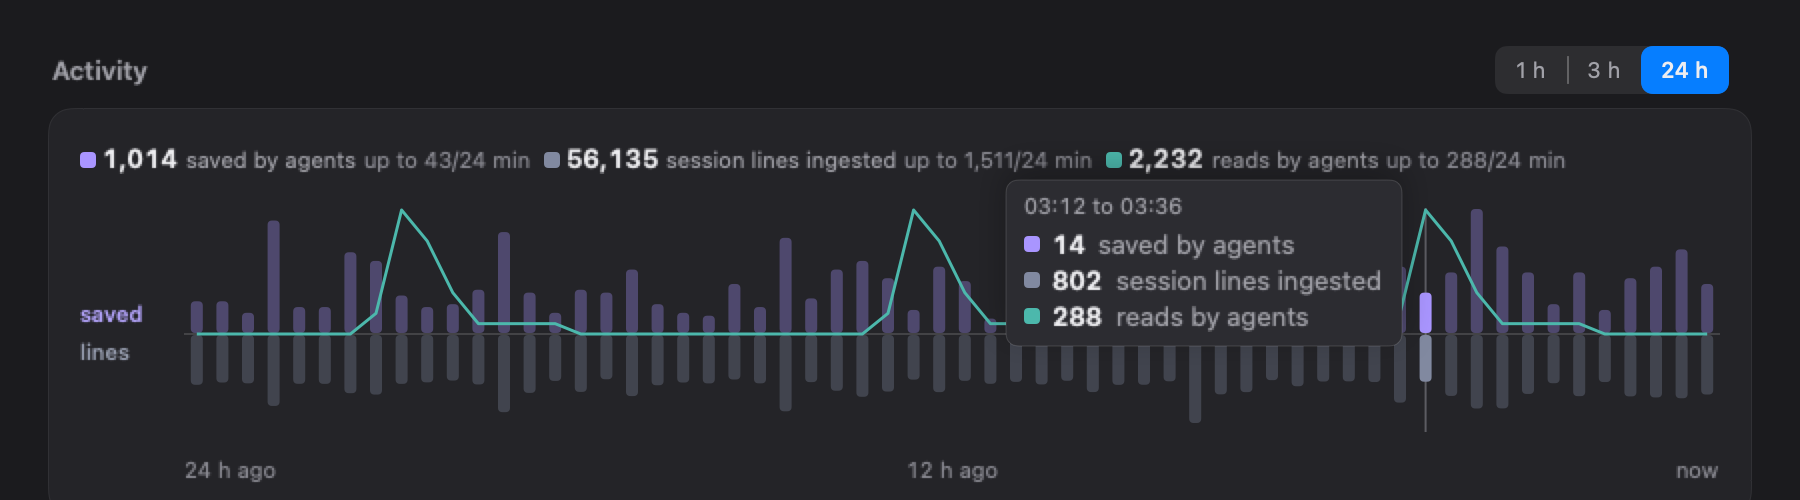 Activity
1 h 3 h 24 h
1,014 saved by agents up to 43/24 min 56,135 session lines ingested up to 1,511/24 min 2,232 reads by agents up to 288/24 min
03:12 to 03:36
14 saved by agents
802 session lines ingested
288 reads by agents
saved
lines
24 h ago 12 h ago now